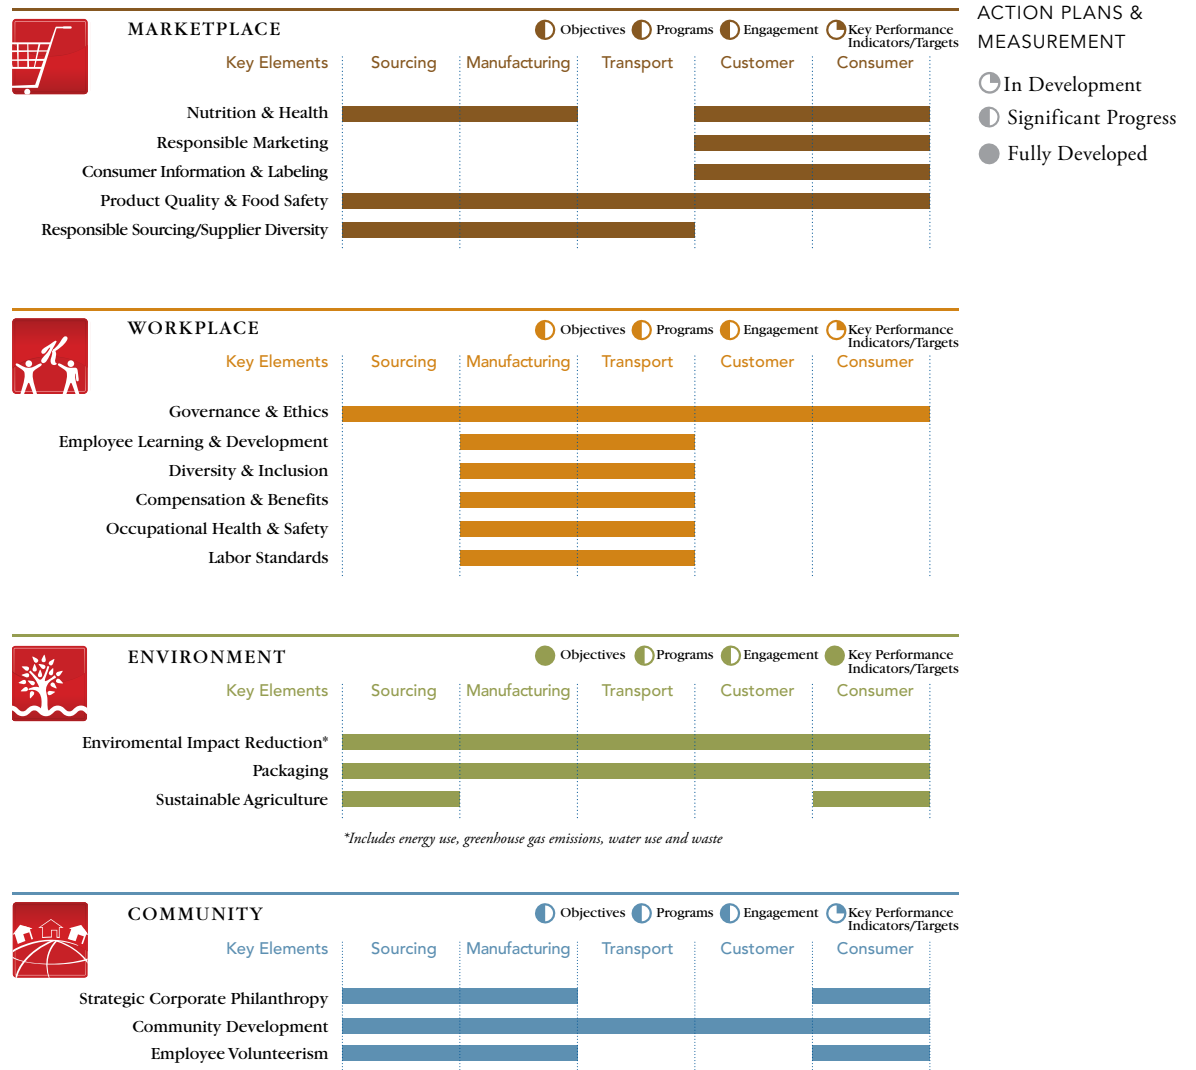 MARKETPLACE
Objectives Programs Engagement Key Performance
Indicators/Targets
Key Elements Sourcing Manufacturing Transport Customer Consumer
Nutrition & Health
Responsible Marketing
Consumer Information & Labeling
Product Quality & Food Safety
Responsible Sourcing/Supplier Diversity
ACTION PLANS &
MEASUREMENT
In Development
Significant Progress
Fully Developed
WORKPLACE
Objectives Programs Engagement Key Performance
Indicators/Targets
Key Elements Sourcing Manufacturing Transport Customer Consumer
Governance & Ethics
Employee Learning & Development
Diversity & Inclusion
Compensation & Benefits
Occupational Health & Safety
Labor Standards
ENVIRONMENT
Objectives Programs Engagement Key Performance
Indicators/Targets
Key Elements Sourcing Manufacturing Transport Customer Consumer
Enviromental Impact Reduction*
Packaging
Sustainable Agriculture
*Includes energy use, greenhouse gas emissions, water use and waste
COMMUNITY
Objectives Programs Engagement Key Performance
Indicators/Targets
Key Elements Sourcing Manufacturing Transport Customer Consumer
Strategic Corporate Philanthropy
Community Development
Employee Volunteerism